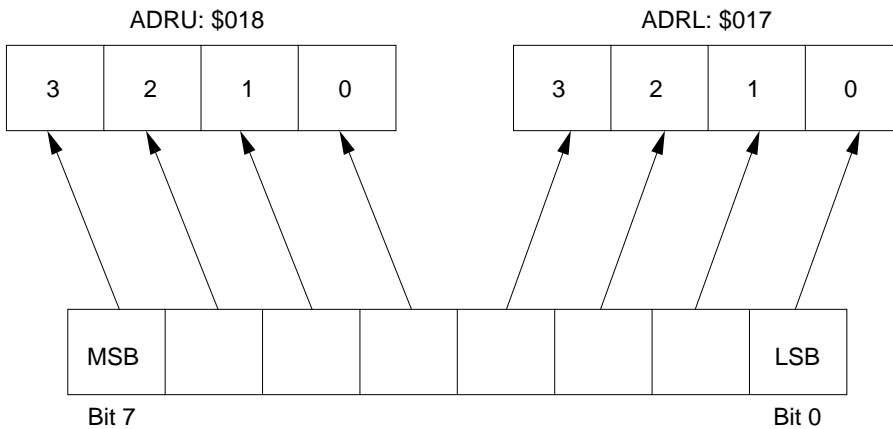 ADRU: $018 ADRL: $017
3 2 1 0 3 2 1 0
MSB LSB
Bit 7 Bit 0